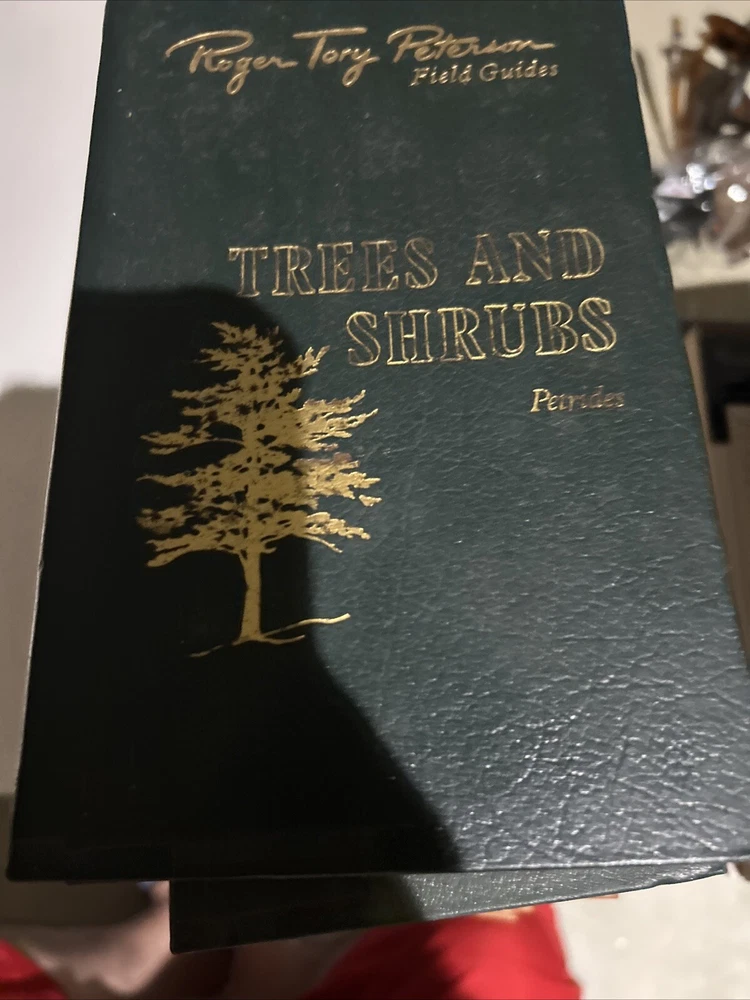 Roger Tory Peterson
Field Guides
TREES AND
SHRUBS
Petrides